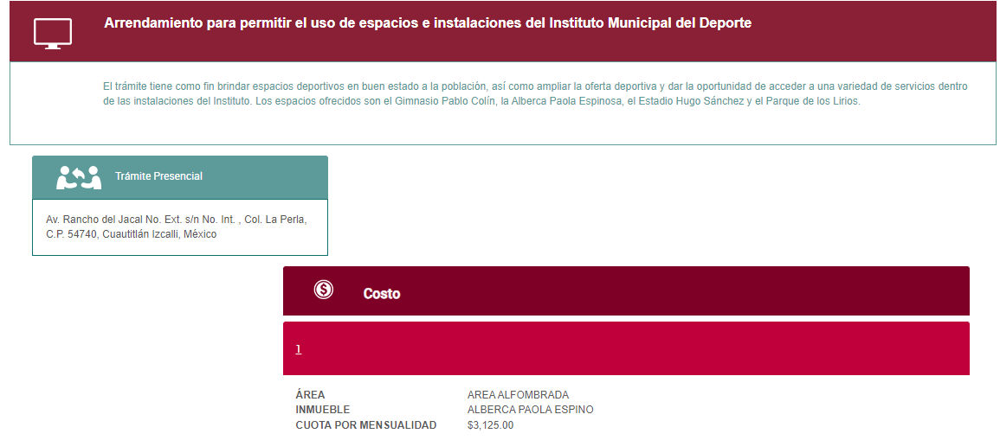 Arrendamiento para permitir el uso de espacios e instalaciones del Instituto Municipal del Deporte
El trámite tiene como fin brindar espacios deportivos en buen estado a la población, así como ampliar la oferta deportiva y dar la oportunidad de acceder a una variedad de servicios dentro
de las instalaciones del Instituto. Los espacios ofrecidos son el Gimnasio Pablo Colín, la Alberca Paola Espinosa, el Estadio Hugo Sánchez y el Parque de los Lirios.
Trámite Presencial
Av. Rancho del Jacal No. Ext. s/n No. Int. , Col. La Perla,
C.P. 54740, Cuautitlán Izcalli, México
$ Costo
1
ÁREA AREA ALFOMBRADA
INMUEBLE ALBERCA PAOLA ESPINO
CUOTA POR MENSUALIDAD $3,125.00